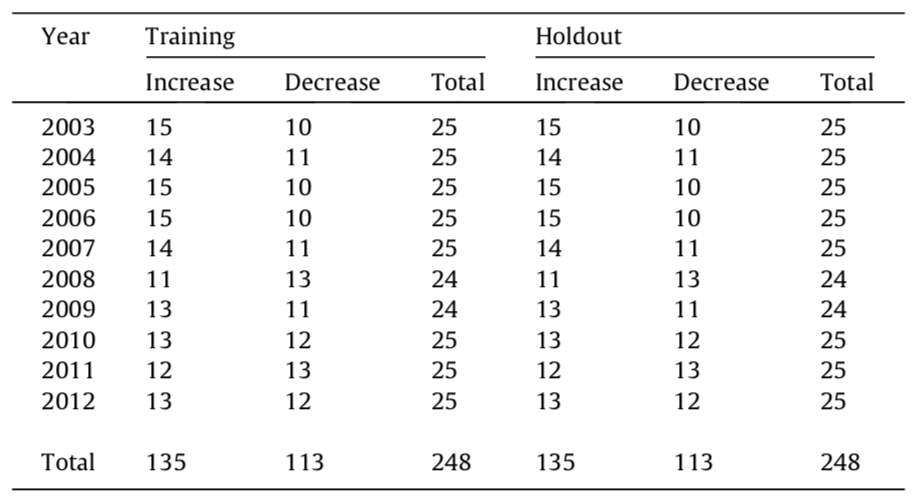 Year Training Holdout
Increase Decrease Total Increase Decrease Total
2003 15 10 25 15 10 25
2004 14 11 25 14 11 25
2005 15 10 25 15 10 25
2006 15 10 25 15 10 25
2007 14 11 25 14 11 25
2008 11 13 24 11 13 24
2009 13 11 24 13 11 24
2010 13 12 25 13 12 25
2011 12 13 25 12 13 25
2012 13 12 25 13 12 25
Total 135 113 248 135 113 248